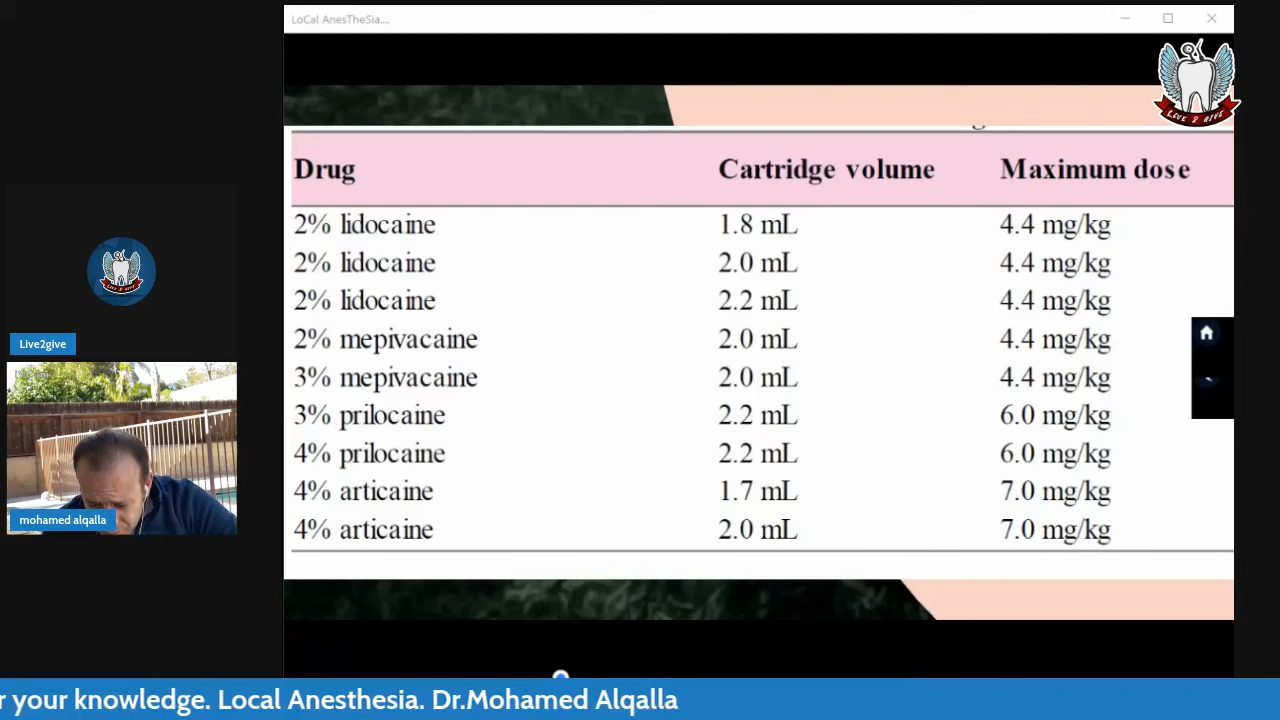 LoCal AnesTheSia....
LOVE 2 GIVE
Drug Cartridge volume Maximum dose
2% lidocaine 1.8 mL 4.4 mg/kg
2% lidocaine 2.0 mL 4.4 mg/kg
2% lidocaine 2.2 mL 4.4 mg/kg
2% mepivacaine 2.0 mL 4.4 mg/kg
3% mepivacaine 2.0 mL 4.4 mg/kg
3% prilocaine 2.2 mL 6.0 mg/kg
4% prilocaine 2.2 mL 6.0 mg/kg
4% articaine 1.7 mL 7.0 mg/kg
4% articaine 2.0 mL 7.0 mg/kg
Live2give
mohamed alqalla
r your knowledge. Local Anesthesia. Dr.Mohamed Alqalla